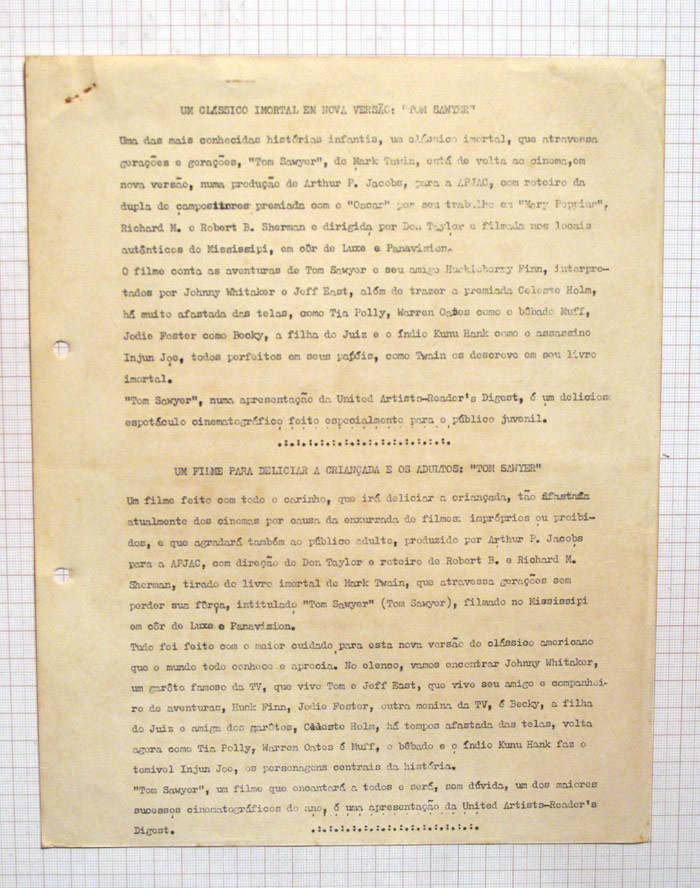 UM CLÁSSICO IMORTAL EM NOVA VERSÃO: "TOM SAWYER"
Uma das mais conhecidas histórias infantis, um clássico imortal, que atravessa
gerações e gerações, "Tom Sawyer", de Mark Twain, está de volta ao cinema, em
nova versão, numa produção de Arthur P. Jacobs, para a APJAC, com roteiro da
dupla de compositores premiada com o "Oscar" por seu trabalho em "Mary Poppins",
Richard M. e Robert B. Sherman e dirigida por Don Taylor e filmada nos locais
autênticos do Mississipi, em côr de Luxe e Panavision.
O filme conta as aventuras de Tom Sawyer e seu amigo Huckleberry Finn, interpre-
tados por Johnny Whitaker e Jeff East, além de trazer a premiada Celeste Holm,
há muito afastada das telas, como Tia Polly, Warren Oates como o bêbado Muff,
Jodie Foster como Becky, a filha do Juiz e o índio Kunu Hank como o assassino
Injun Joe, todos perfeitos em seus papéis, como Twain os descreve em seu livro
imortal.
"Tom Sawyer", numa apresentação da United Artists-Reader's Digest, é um delicios
espetáculo cinematográfico feito especialmente para o público juvenil.
UM FILME PARA DELICIAR A CRIANÇADA E OS ADULTOS: "TOM SAWYER"
Um filme feito com todo o carinho, que irá deliciar a criançada, tão afastada
atualmente dos cinemas por causa da enxurrada de filmes impróprios ou proibi-
dos, e que agradará também ao público adulto, produzido por Arthur P. Jacobs
para a APJAC, com direção de Don Taylor e roteiro de Robert B. e Richard M.
Sherman, tirado do livro imortal de Mark Twain, que atravessa gerações sem
perder sua fôrça, intitulado "Tom Sawyer" (Tom Sawyer), filmado no Mississipi
em côr de Luxe e Panavision.
Tudo foi feito com o maior cuidado para esta nova versão do clássico americano
que o mundo todo conhece e aprecia. No elenco, vamos encontrar Johnny Whitaker,
um garôto famoso da TV, que vive Tom e Jeff East, que vive seu amigo e companhei-
ro de aventuras, Huck Finn, Jodie Foster, outra menina da TV, é Becky, a filha
do Juiz e amiga dos garôtos, Celeste Holm, há tempos afastada das telas, volta
agora como Tia Polly, Warren Oates é Muff, o bêbado e o índio Kunu Hank faz o
temível Injun Joe, os personagens centrais da história.
"Tom Sawyer", um filme que encantará a todos e será, sem dúvida, um dos maiores
sucessos cinematográficos do ano, é uma apresentação da United Artists-Reader's
Digest.